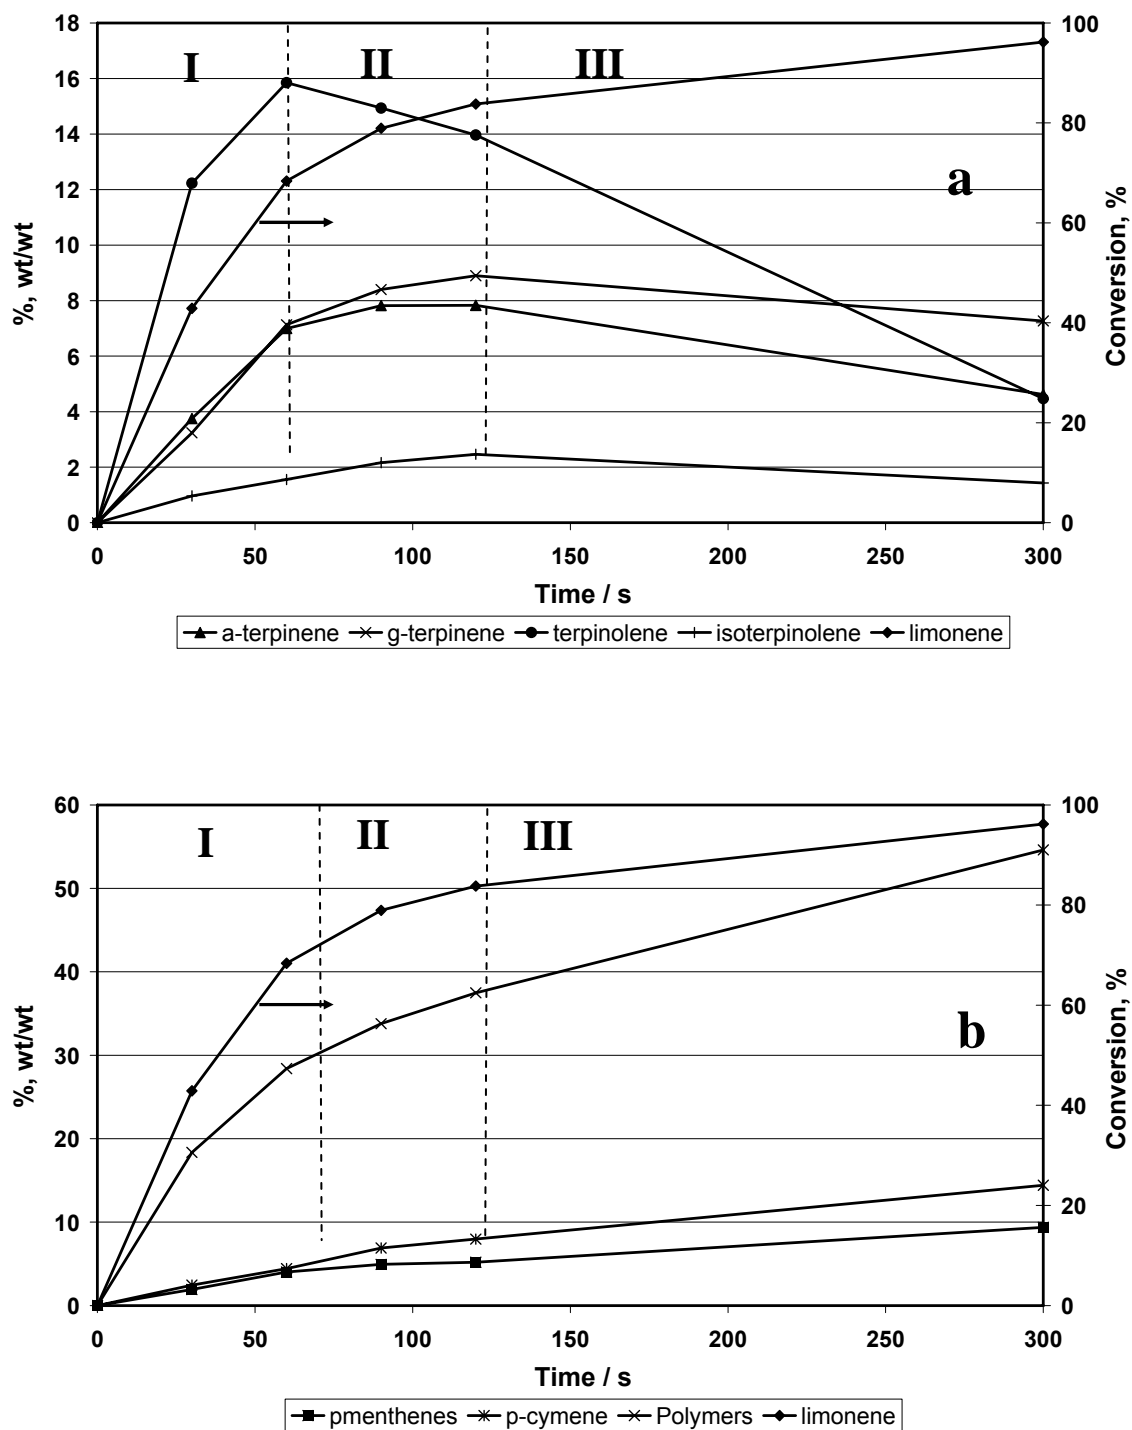 18
16
14
12
10
8
6
4
2
0
%, wt/wt
I
II
III
a
100
80
60
40
20
0
Conversion, %
0
50
100
150
200
250
300
Time / s
a-terpinene g-terpinene terpinolene isoterpinolene limonene
60
50
40
30
20
10
0
%, wt/wt
I
II
III
b
100
80
60
40
20
0
Conversion, %
0
50
100
150
200
250
300
Time / s
pmenthenes p-cymene Polymers limonene